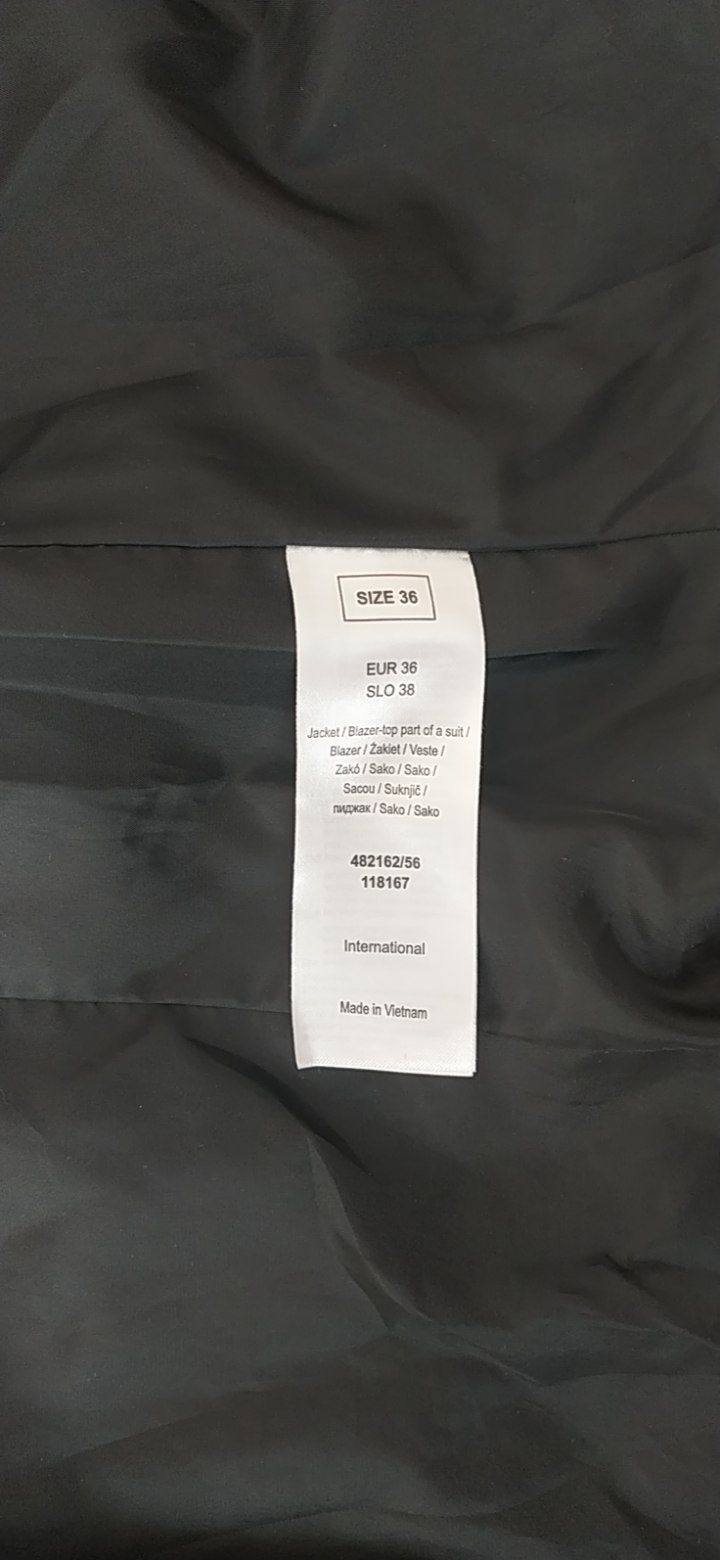 SIZE 36
EUR 36
SLO 38
Jacket / Blazer-top part of a suit /
Blazer / Żakiet / Veste /
Zakó / Sako / Sako /
Sacou / Suknjič /
пиджак / Sako / Sako
482162/56
118167
International
Made in Vietnam